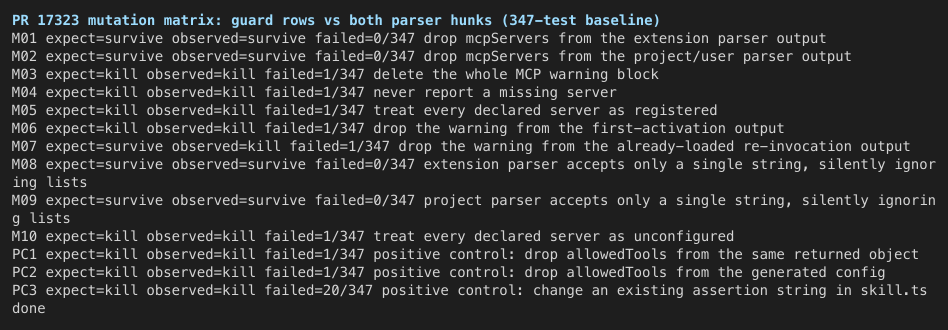 PR 17323 mutation matrix: guard rows vs both parser hunks (347-test baseline)
M01 expect=survive observed=survive failed=0/347 drop mcpServers from the extension parser output
M02 expect=survive observed=survive failed=0/347 drop mcpServers from the project/user parser output
M03 expect=kill observed=kill failed=1/347 delete the whole MCP warning block
M04 expect=kill observed=kill failed=1/347 never report a missing server
M05 expect=kill observed=kill failed=1/347 treat every declared server as registered
M06 expect=kill observed=kill failed=1/347 drop the warning from the first-activation output
M07 expect=survive observed=kill failed=1/347 drop the warning from the already-loaded re-invocation output
M08 expect=survive observed=survive failed=0/347 extension parser accepts only a single string, silently ignor
ing lists
M09 expect=survive observed=survive failed=0/347 project parser accepts only a single string, silently ignorin
g lists
M10 expect=kill observed=kill failed=1/347 treat every declared server as unconfigured
PC1 expect=kill observed=kill failed=1/347 positive control: drop allowedTools from the same returned object
PC2 expect=kill observed=kill failed=1/347 positive control: drop allowedTools from the generated config
PC3 expect=kill observed=kill failed=20/347 positive control: change an existing assertion string in skill.ts
done